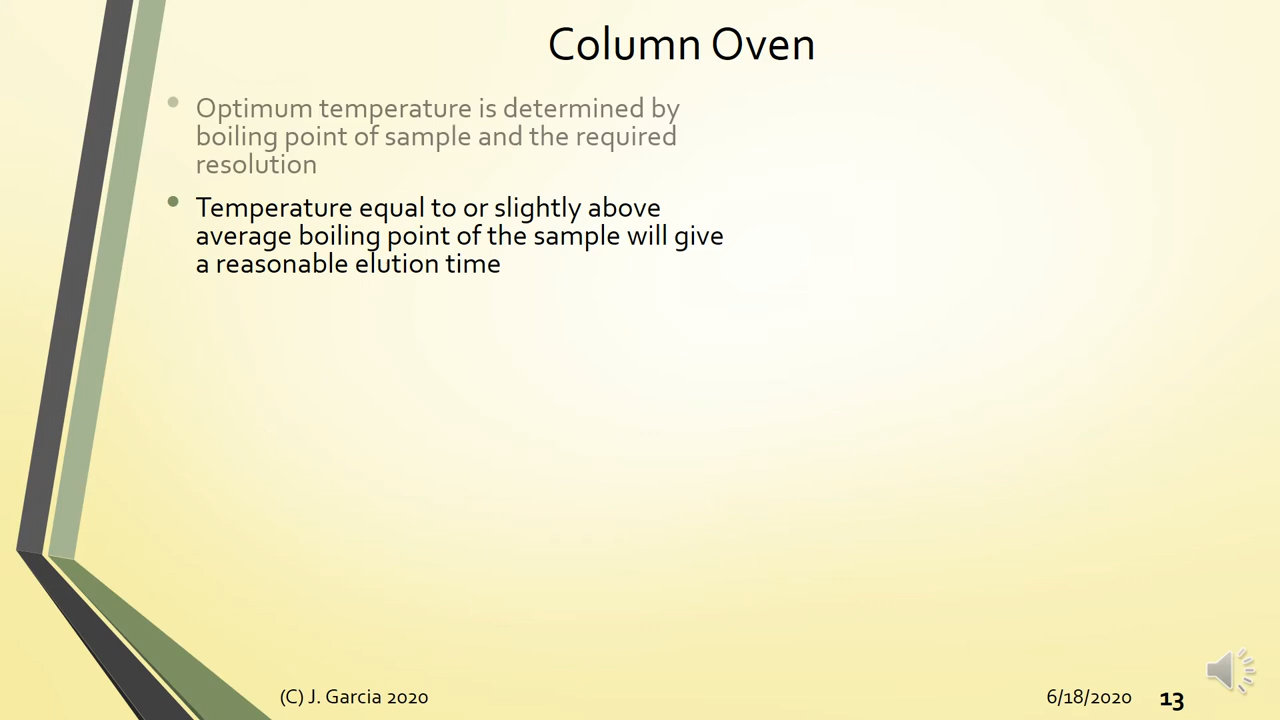 Column Oven
• Optimum temperature is determined by
boiling point of sample and the required
resolution
• Temperature equal to or slightly above
average boiling point of the sample will give
a reasonable elution time
(C) J. Garcia 2020
6/18/2020
13